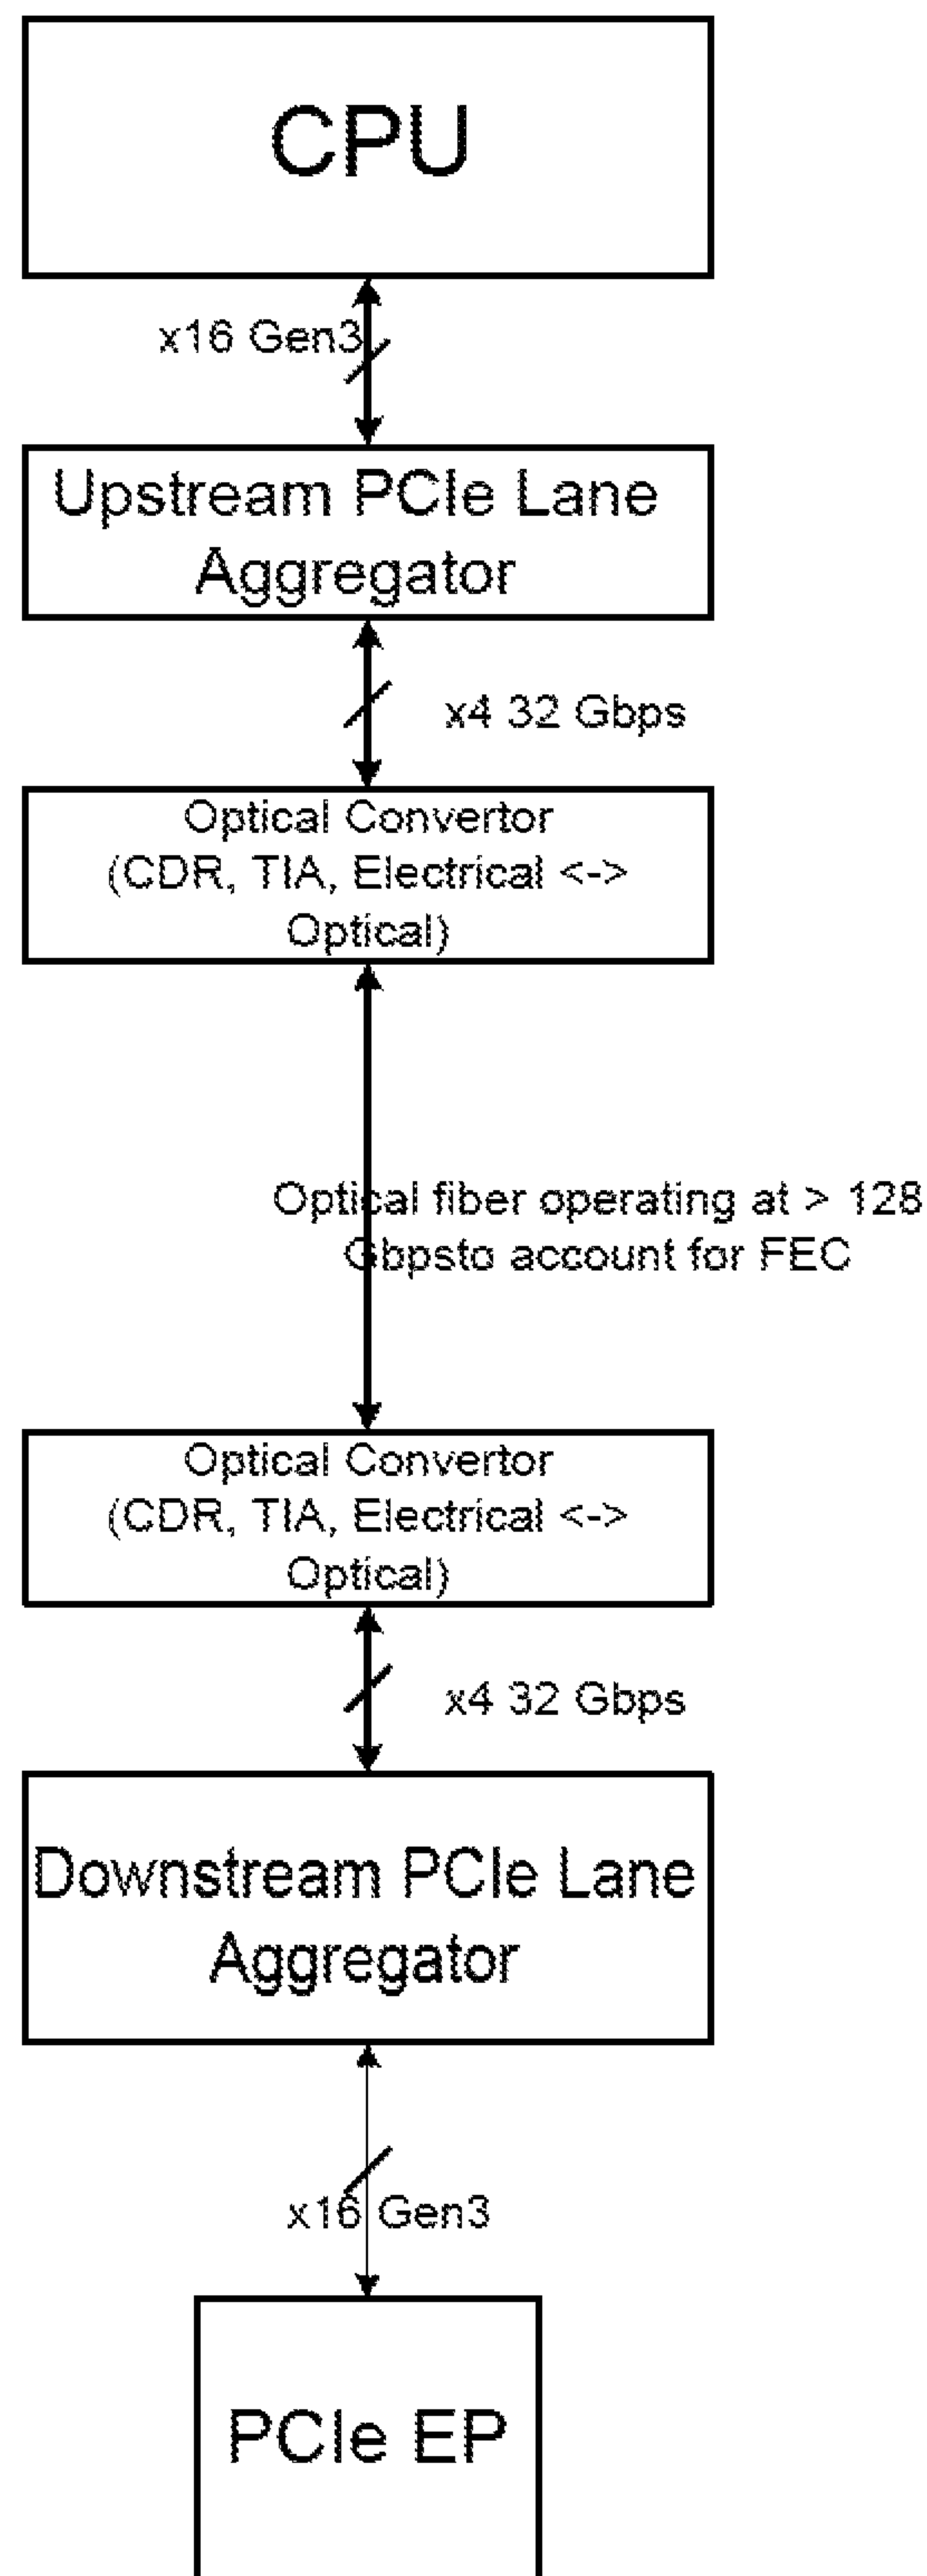 CPU
x16 Gen3
Upstream PCIe Lane
Aggregator
x4 32 Gbps
Optical Convertor
(CDR, TIA, Electrical <->
Optical)
Optical fiber operating at > 128
Gbpsto account for FEC
Optical Convertor
(CDR, TIA, Electrical <->
Optical)
x4 32 Gbps
Downstream PCIe Lane
Aggregator
x16 Gen3
PCIe EP